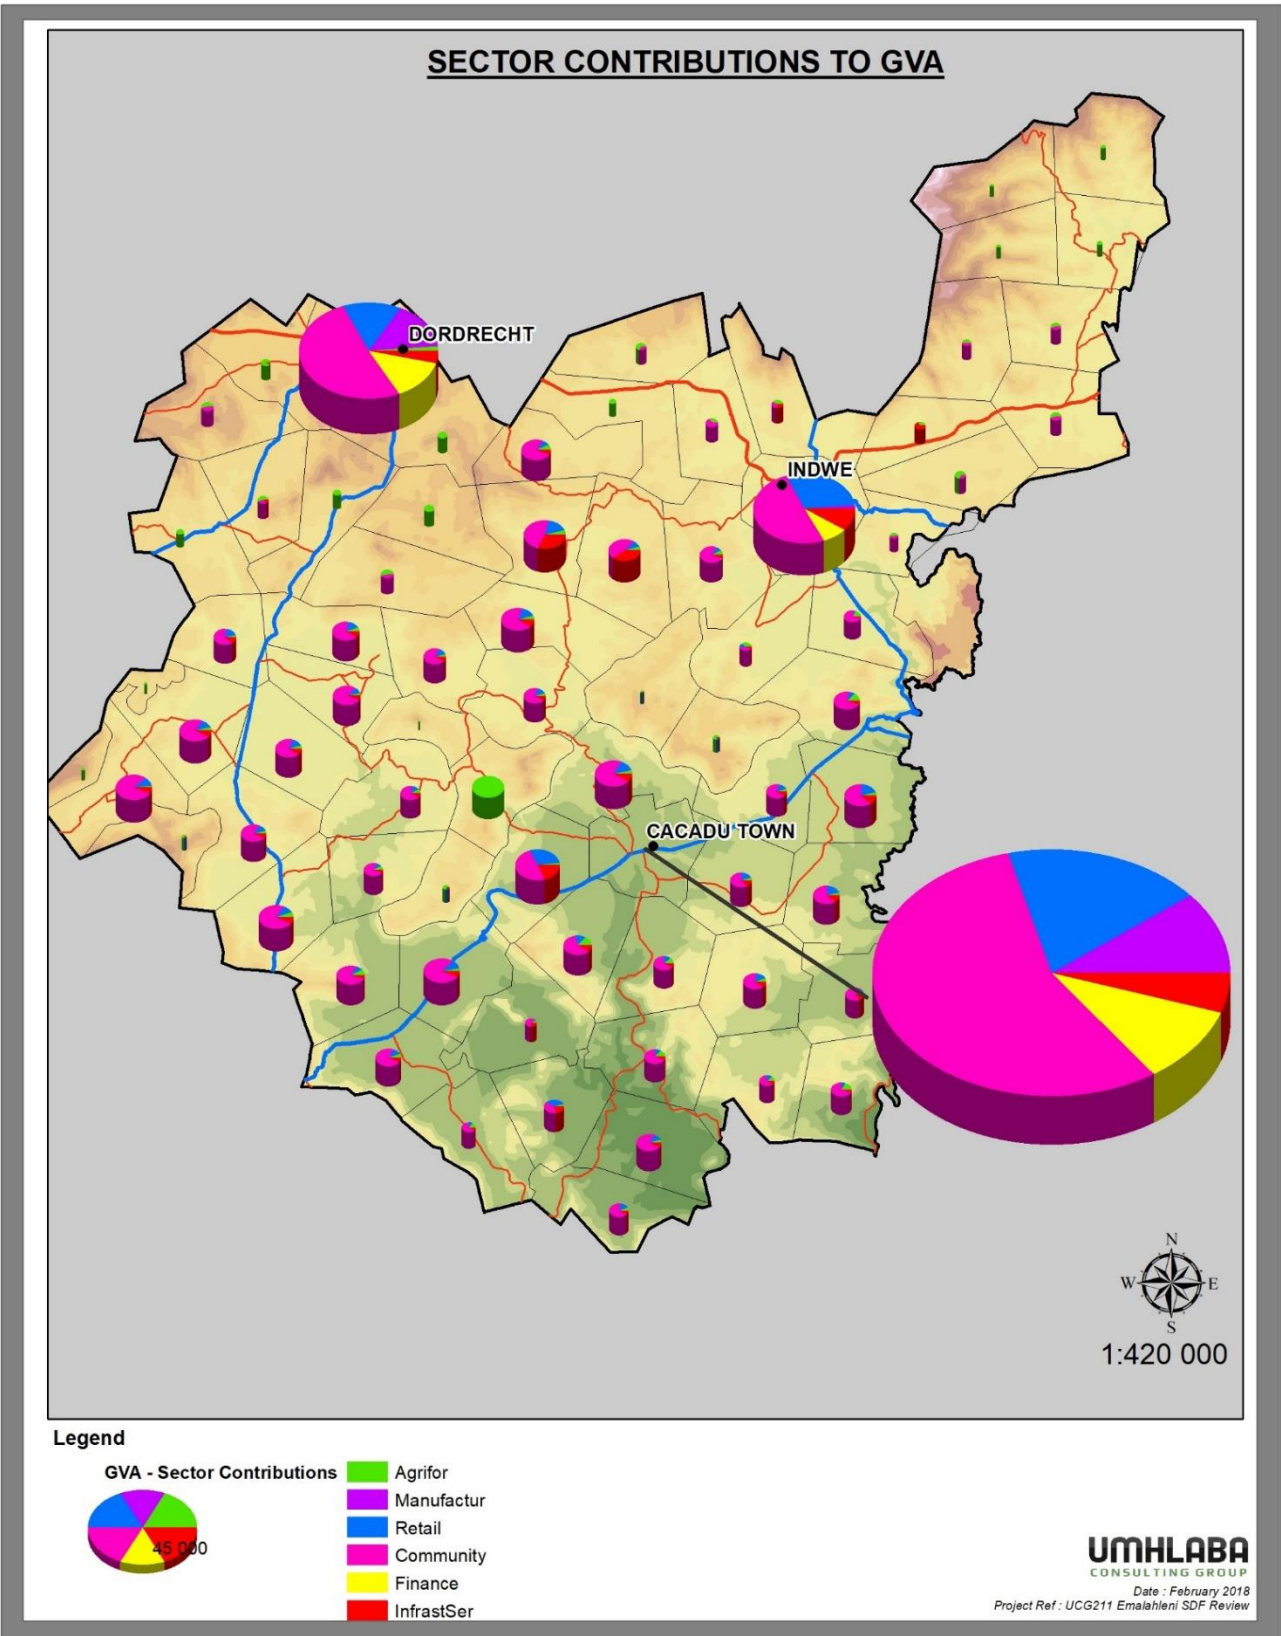 SECTOR CONTRIBUTIONS TO GVA
DORDRECHT
INDWE
CACADU TOWN
N
W E
S
1:420 000
Legend
GVA - Sector Contributions
45 000
Agrifor
Manufactur
Retail
Community
Finance
InfrastSer
UMHLABA
CONSULTING GROUP
Date : February 2018
Project Ref : UCG211 Emalahleni SDF Review